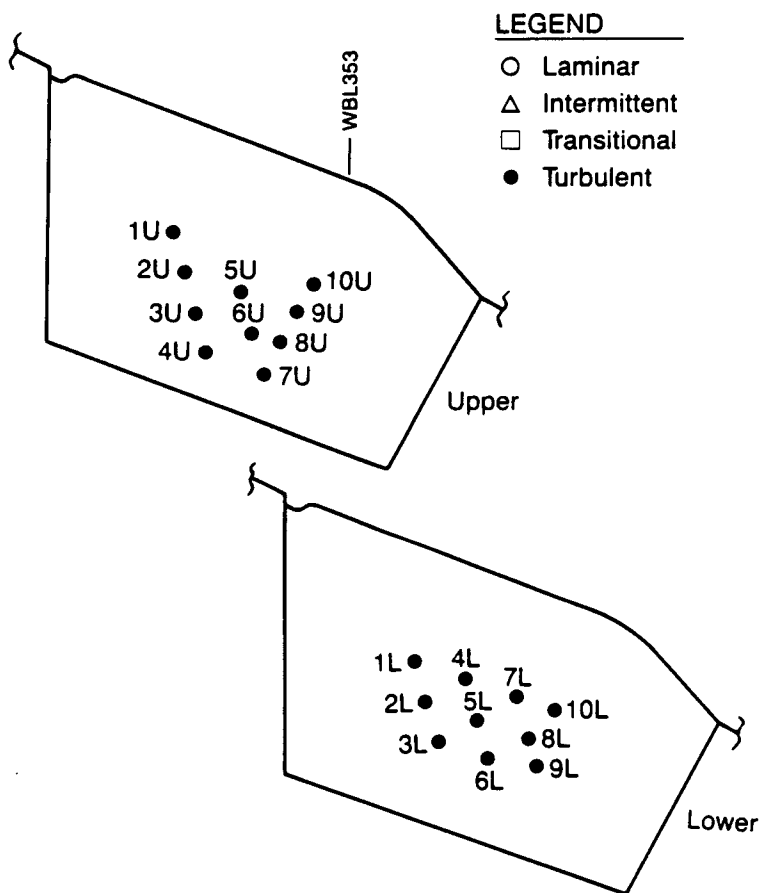 LEGEND
Laminar
Intermittent
Transitional
Turbulent
WBL353
1U
2U
5U
10U
3U
6U
9U
4U
8U
7U
Upper
1L
4L
7L
2L
5L
10L
3L
8L
6L
9L
Lower